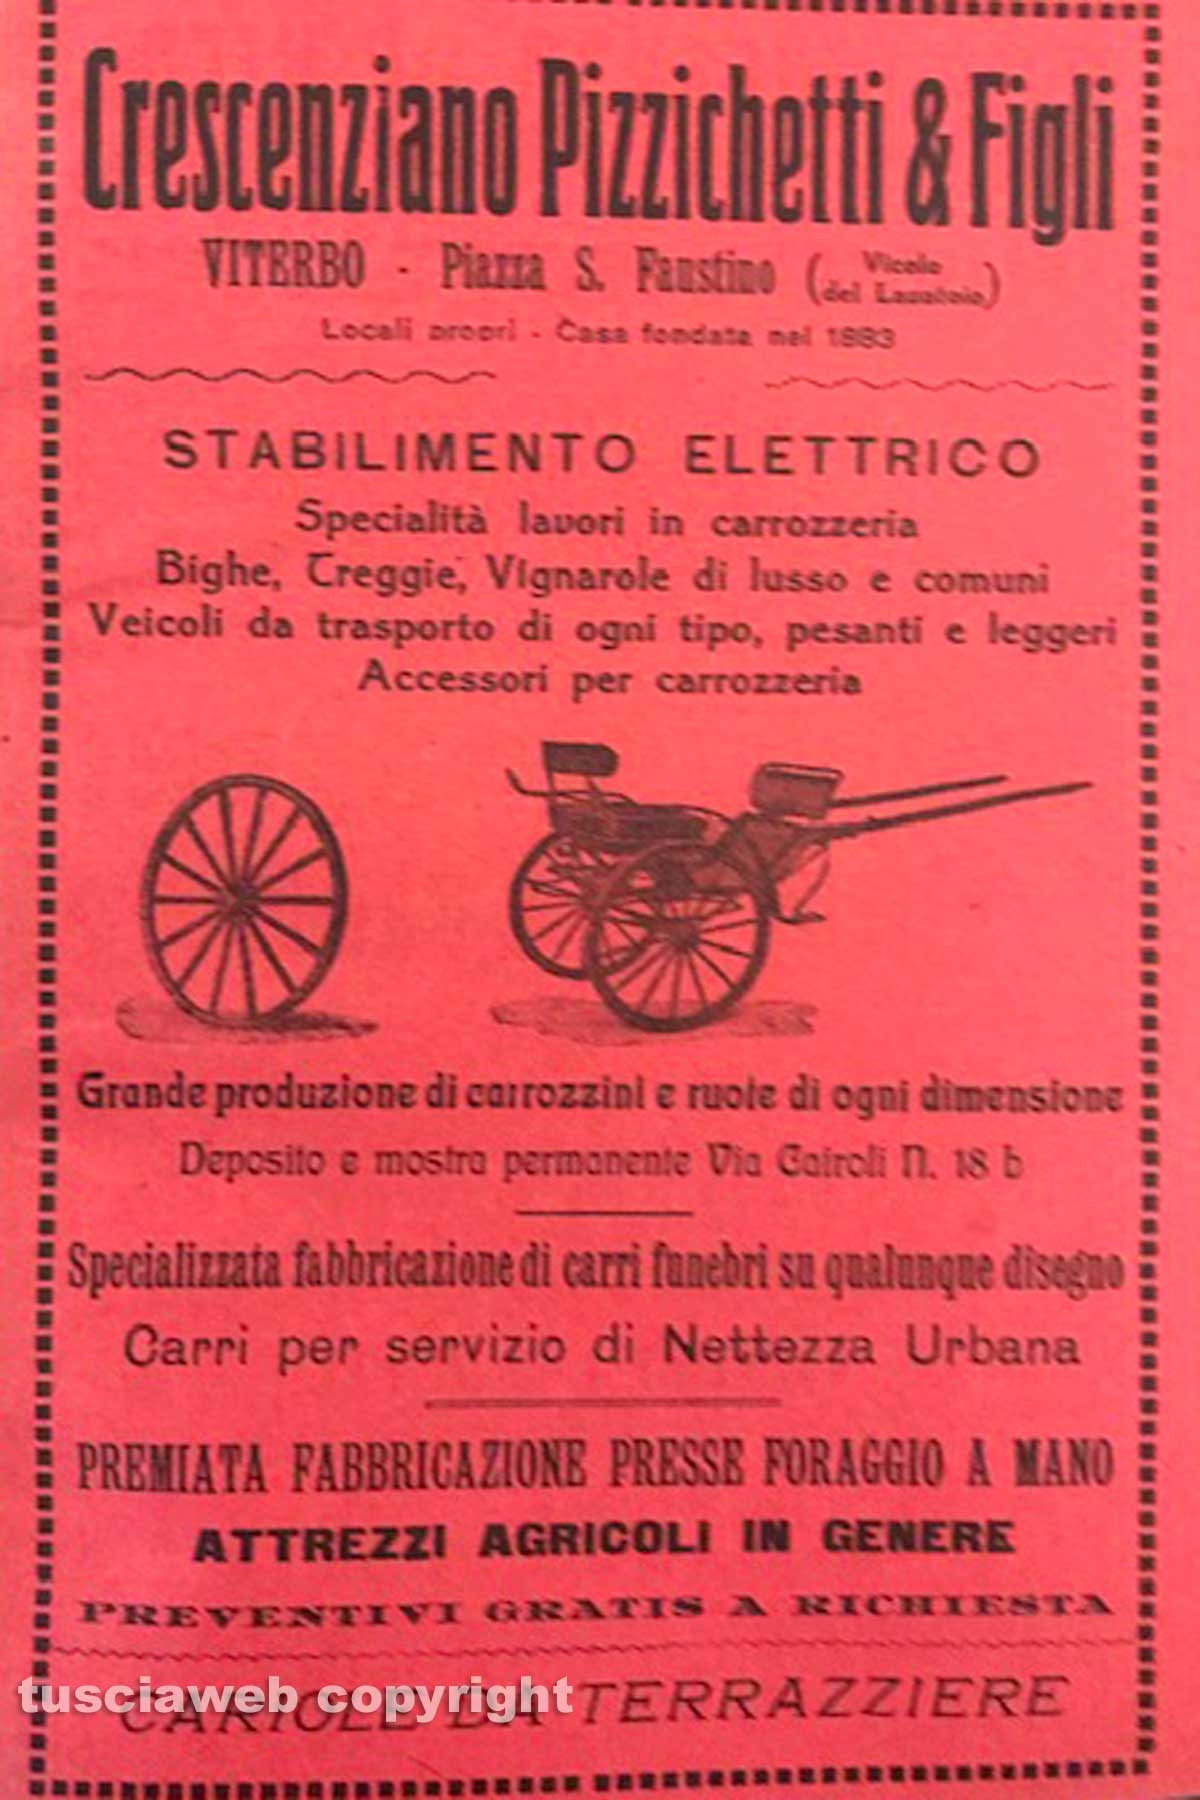 Crescenziano Pizzichetti & Figli
VITERBO - Piazza S. Faustino (Vicolo del Lavatoio)
Locali propri - Casa fondata nel 1883
STABILIMENTO ELETTRICO
Specialità lavori in carrozzeria
Bighe, Treggie, Vignarole di lusso e comuni
Veicoli da trasporto di ogni tipo, pesanti e leggeri
Accessori per carrozzeria
Grande produzione di carrozzini e ruote di ogni dimensione
Deposito e mostra permanente Via Cairoli N. 18 b
Specializzata fabbricazione di carri funebri su qualunque disegno
Carri per servizio di Nettezza Urbana
PREMIATA FABBRICAZIONE PRESSE FORAGGIO A MANO
ATTREZZI AGRICOLI IN GENERE
PREVENTIVI GRATIS A RICHIESTA
CARIOLE DA TERRAZZIERE
tusciaweb copyright